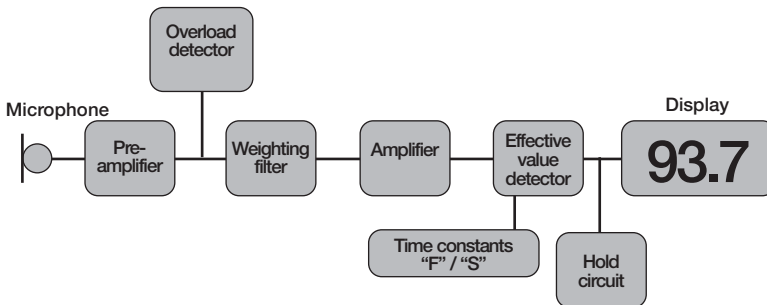 Overload
detector
Microphone
Display
Pre-
amplifier
Weighting
filter
Amplifier
Effective
value
detector
93.7
Time constants
“F” / “S”
Hold
circuit